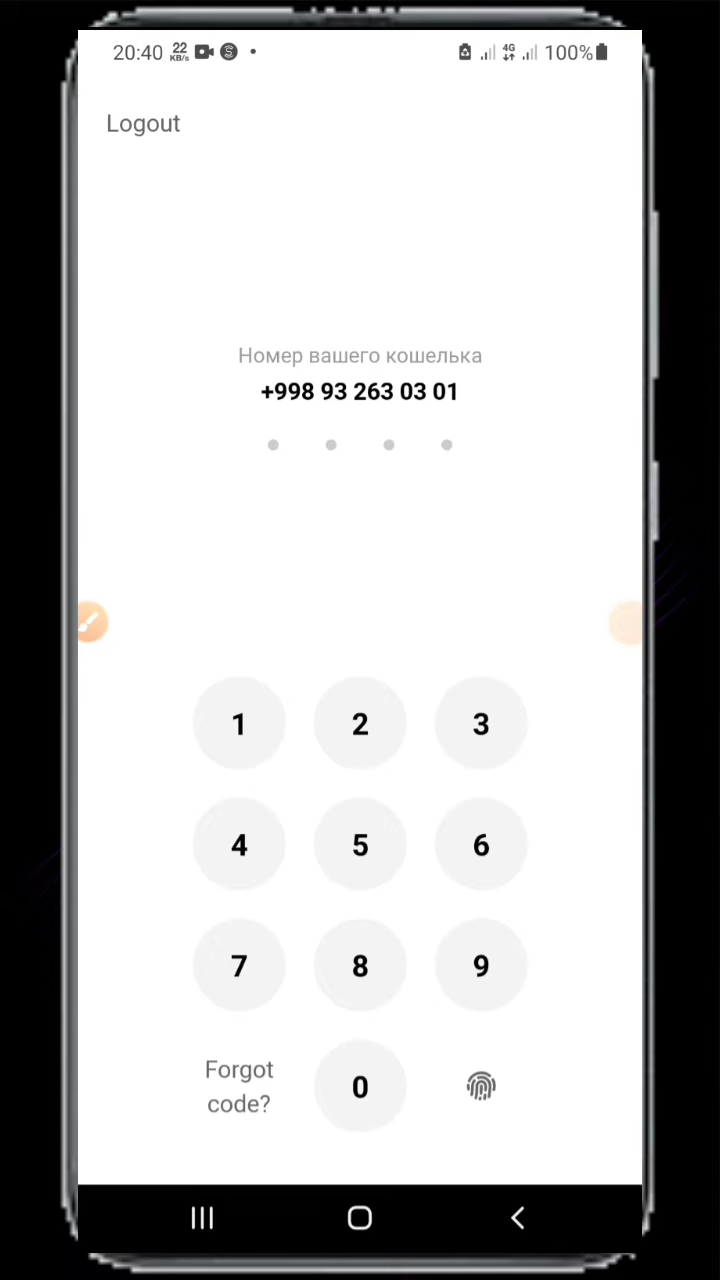 20:40 22 KB/s 4G 100%
Logout
Номер вашего кошелька
+998 93 263 03 01
1 2 3
4 5 6
7 8 9
Forgot
code?
0